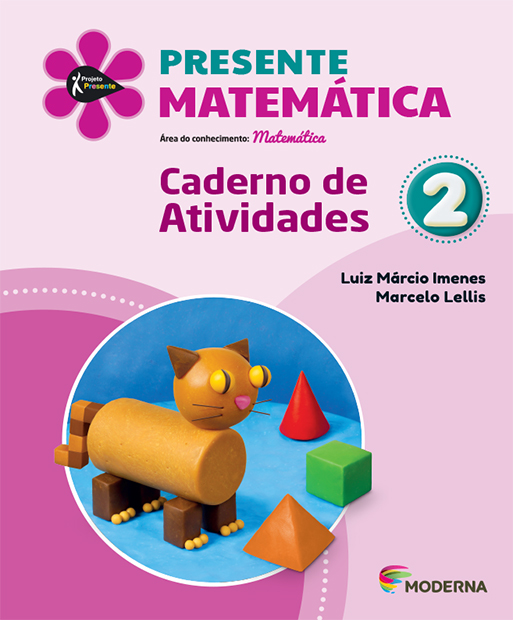 Projeto
Presente
PRESENTE
MATEMÁTICA
Área do conhecimento: Matemática
Caderno de
Atividades
2
Luiz Márcio Imenes
Marcelo Lellis
MODERNA